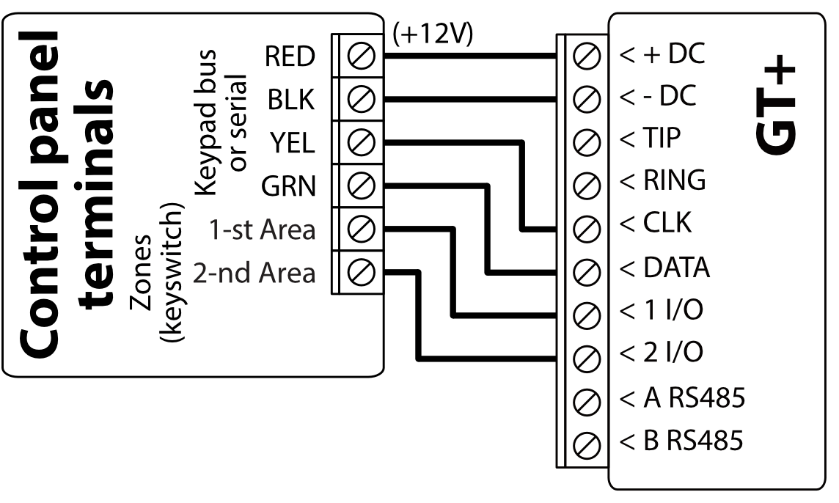 Control panel
terminals
Keypad bus
or serial
Zones
(keyswitch)
RED
BLK
YEL
GRN
1-st Area
2-nd Area
(+12V)
< + DC
< - DC
< TIP
< RING
< CLK
< DATA
< 1 I/O
< 2 I/O
< A RS485
< B RS485
GT+